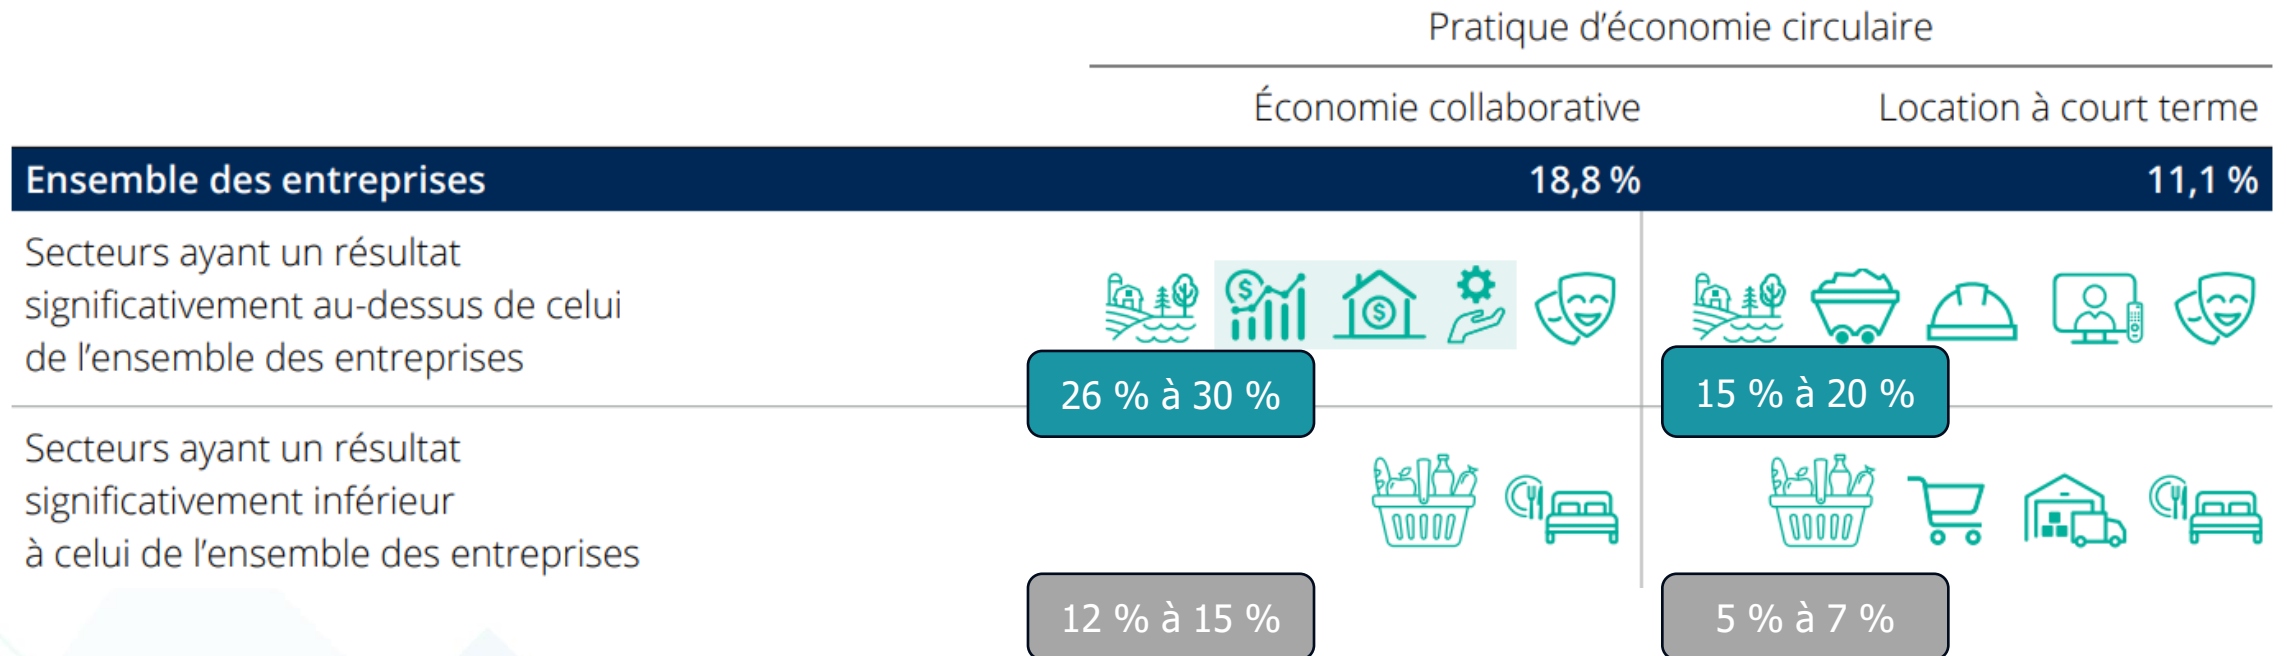 Pratique d'économie circulaire
Économie collaborative
Location à court terme
Ensemble des entreprises
18,8 %
11,1 %
Secteurs ayant un résultat
significativement au-dessus de celui
de l'ensemble des entreprises
26 % à 30 %
15 % à 20 %
Secteurs ayant un résultat
significativement inférieur
à celui de l'ensemble des entreprises
12 % à 15 %
5 % à 7 %